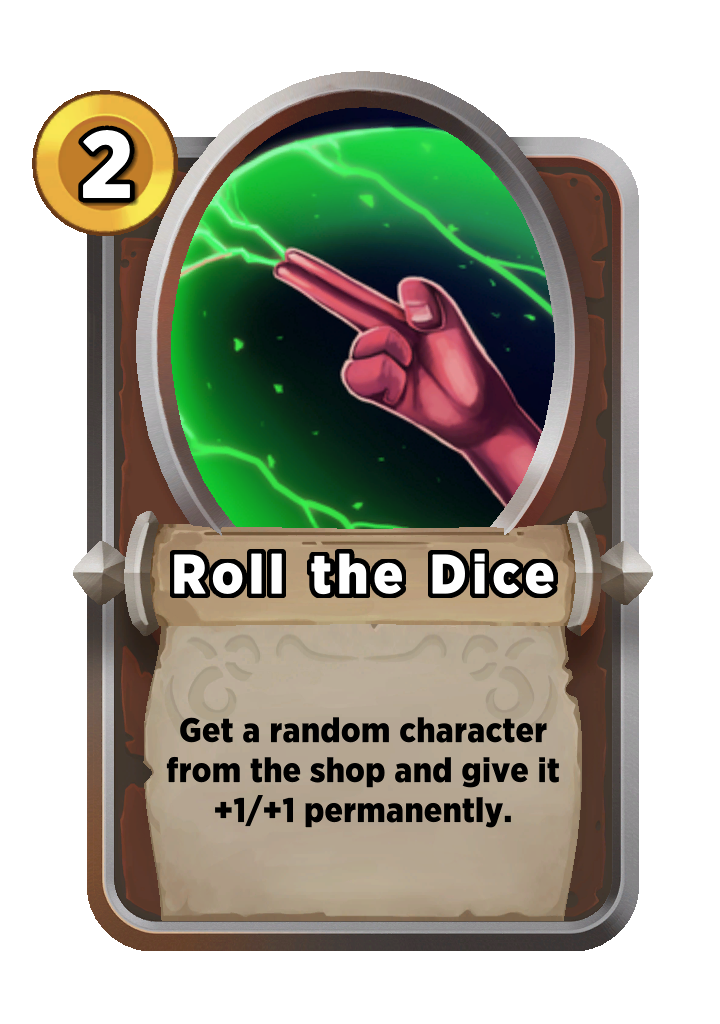 2
Roll the Dice
Get a random character
from the shop and give it
+1/+1 permanently.